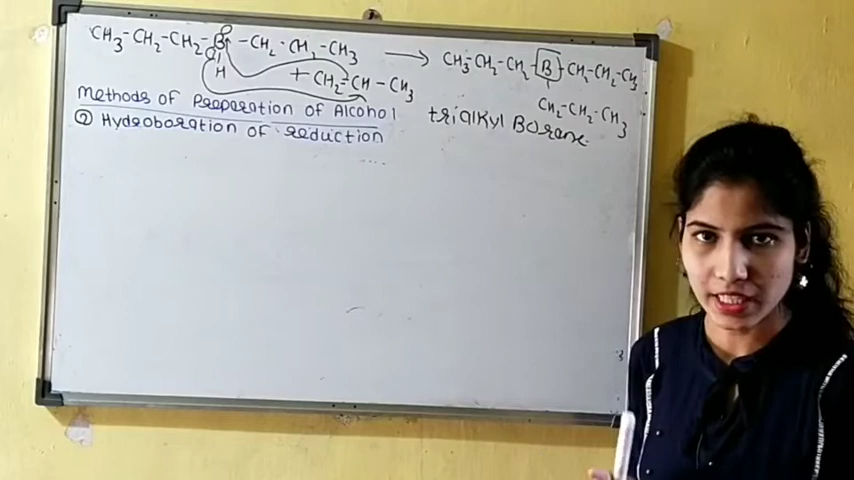 CH3-CH2-CH2-B-CH2-CH2-CH3 → CH3-CH2-CH2-B-CH2-CH2-CH3
H + CH2=CH-CH3
CH2-CH2-CH3
Methods of Preparation of Alcohol
trialkyl Borane
② Hydroboration of reduction